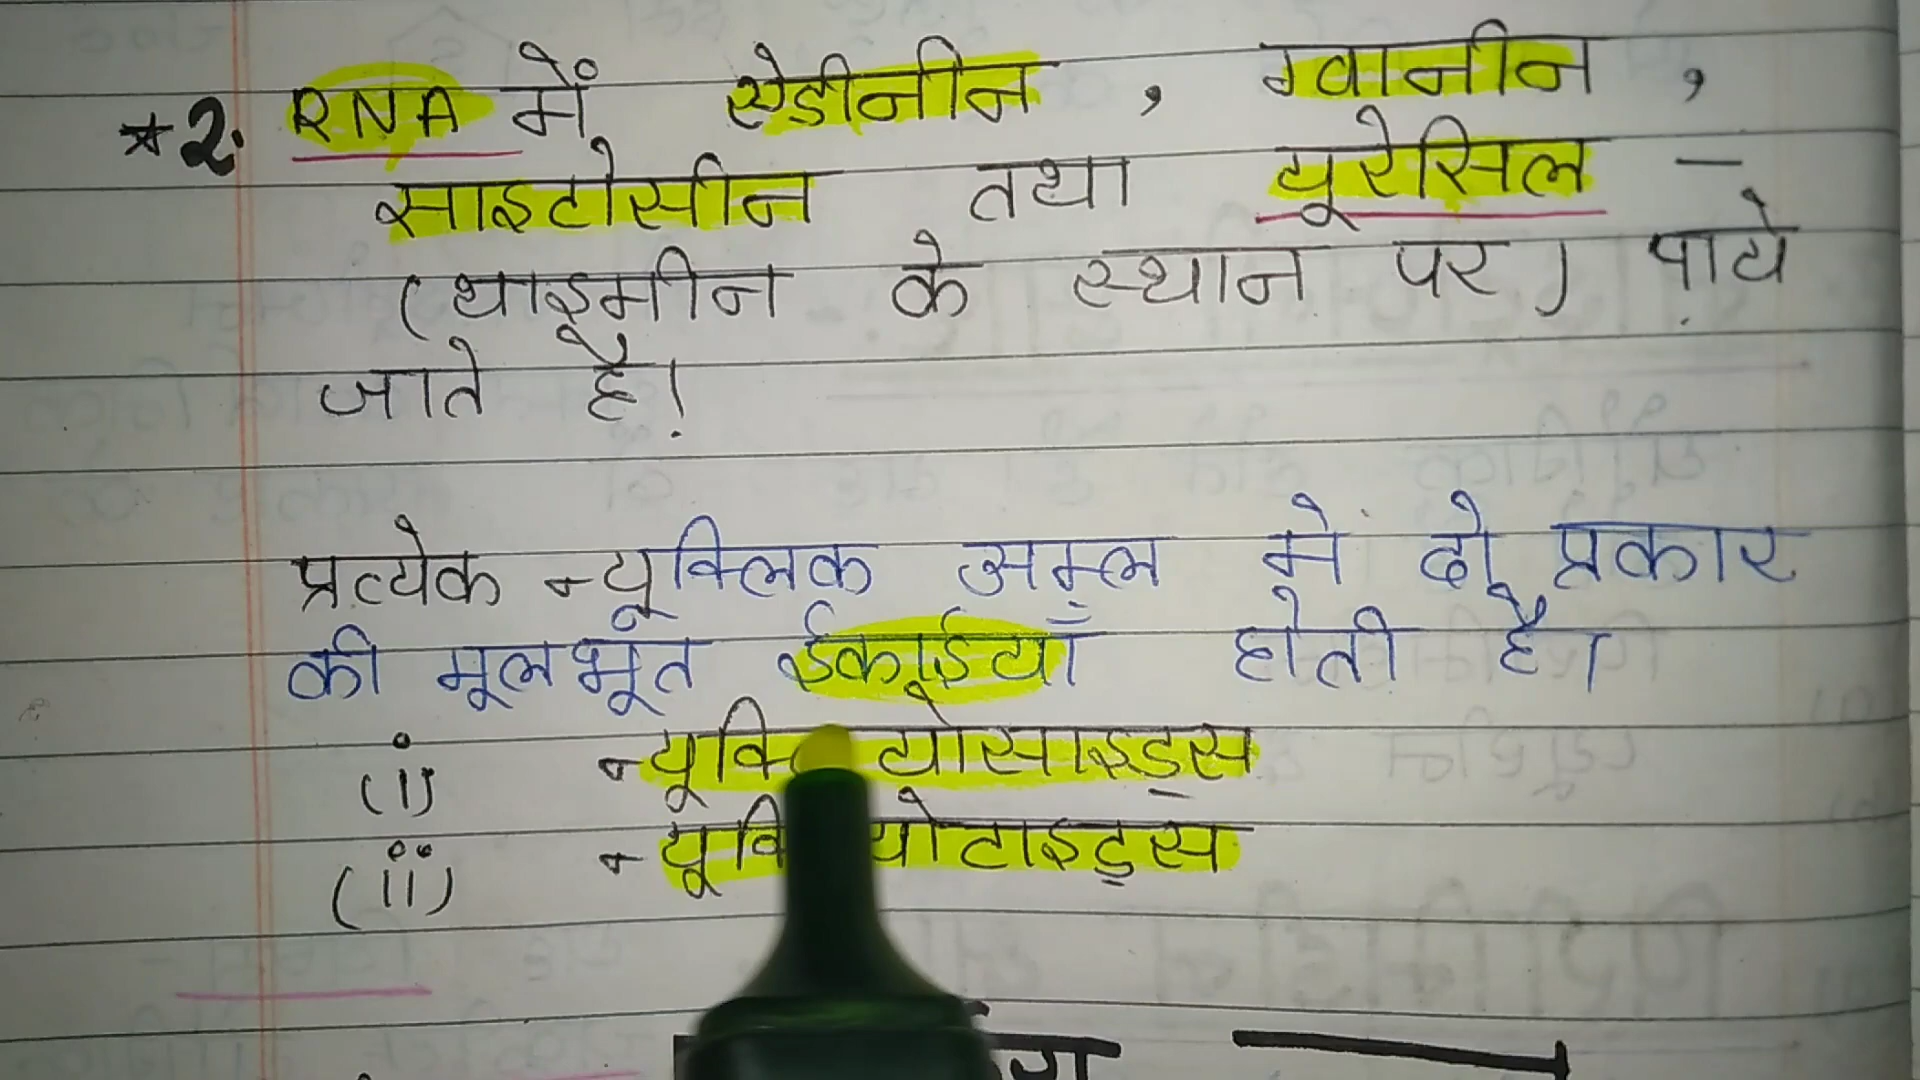 *2. RNA में ऐडीनीन , ग्वानीन ,
साइटोसीन तथा यूरेसिल -
(थाइमीन के स्थान पर) पाये
जाते है।
प्रत्येक न्यूक्लिक अम्ल मे दो प्रकार
की मूलभूत ईकाईयाँ होती है।
(i)
(ii)